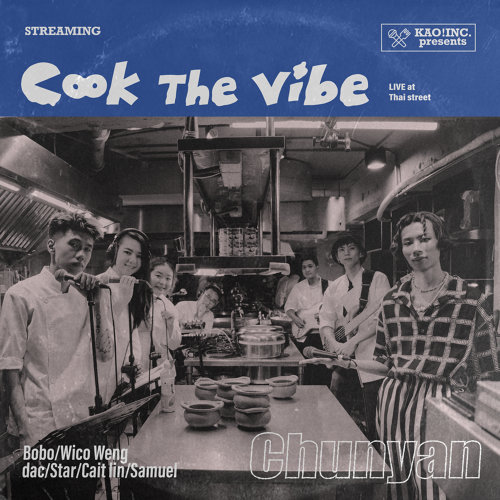 STREAMING
KAO!INC.
presents
Cook The Vibe
LIVE at
Thai street
Bobo/Wico Weng
dac/Star/Cait lin/Samuel
Chunyan